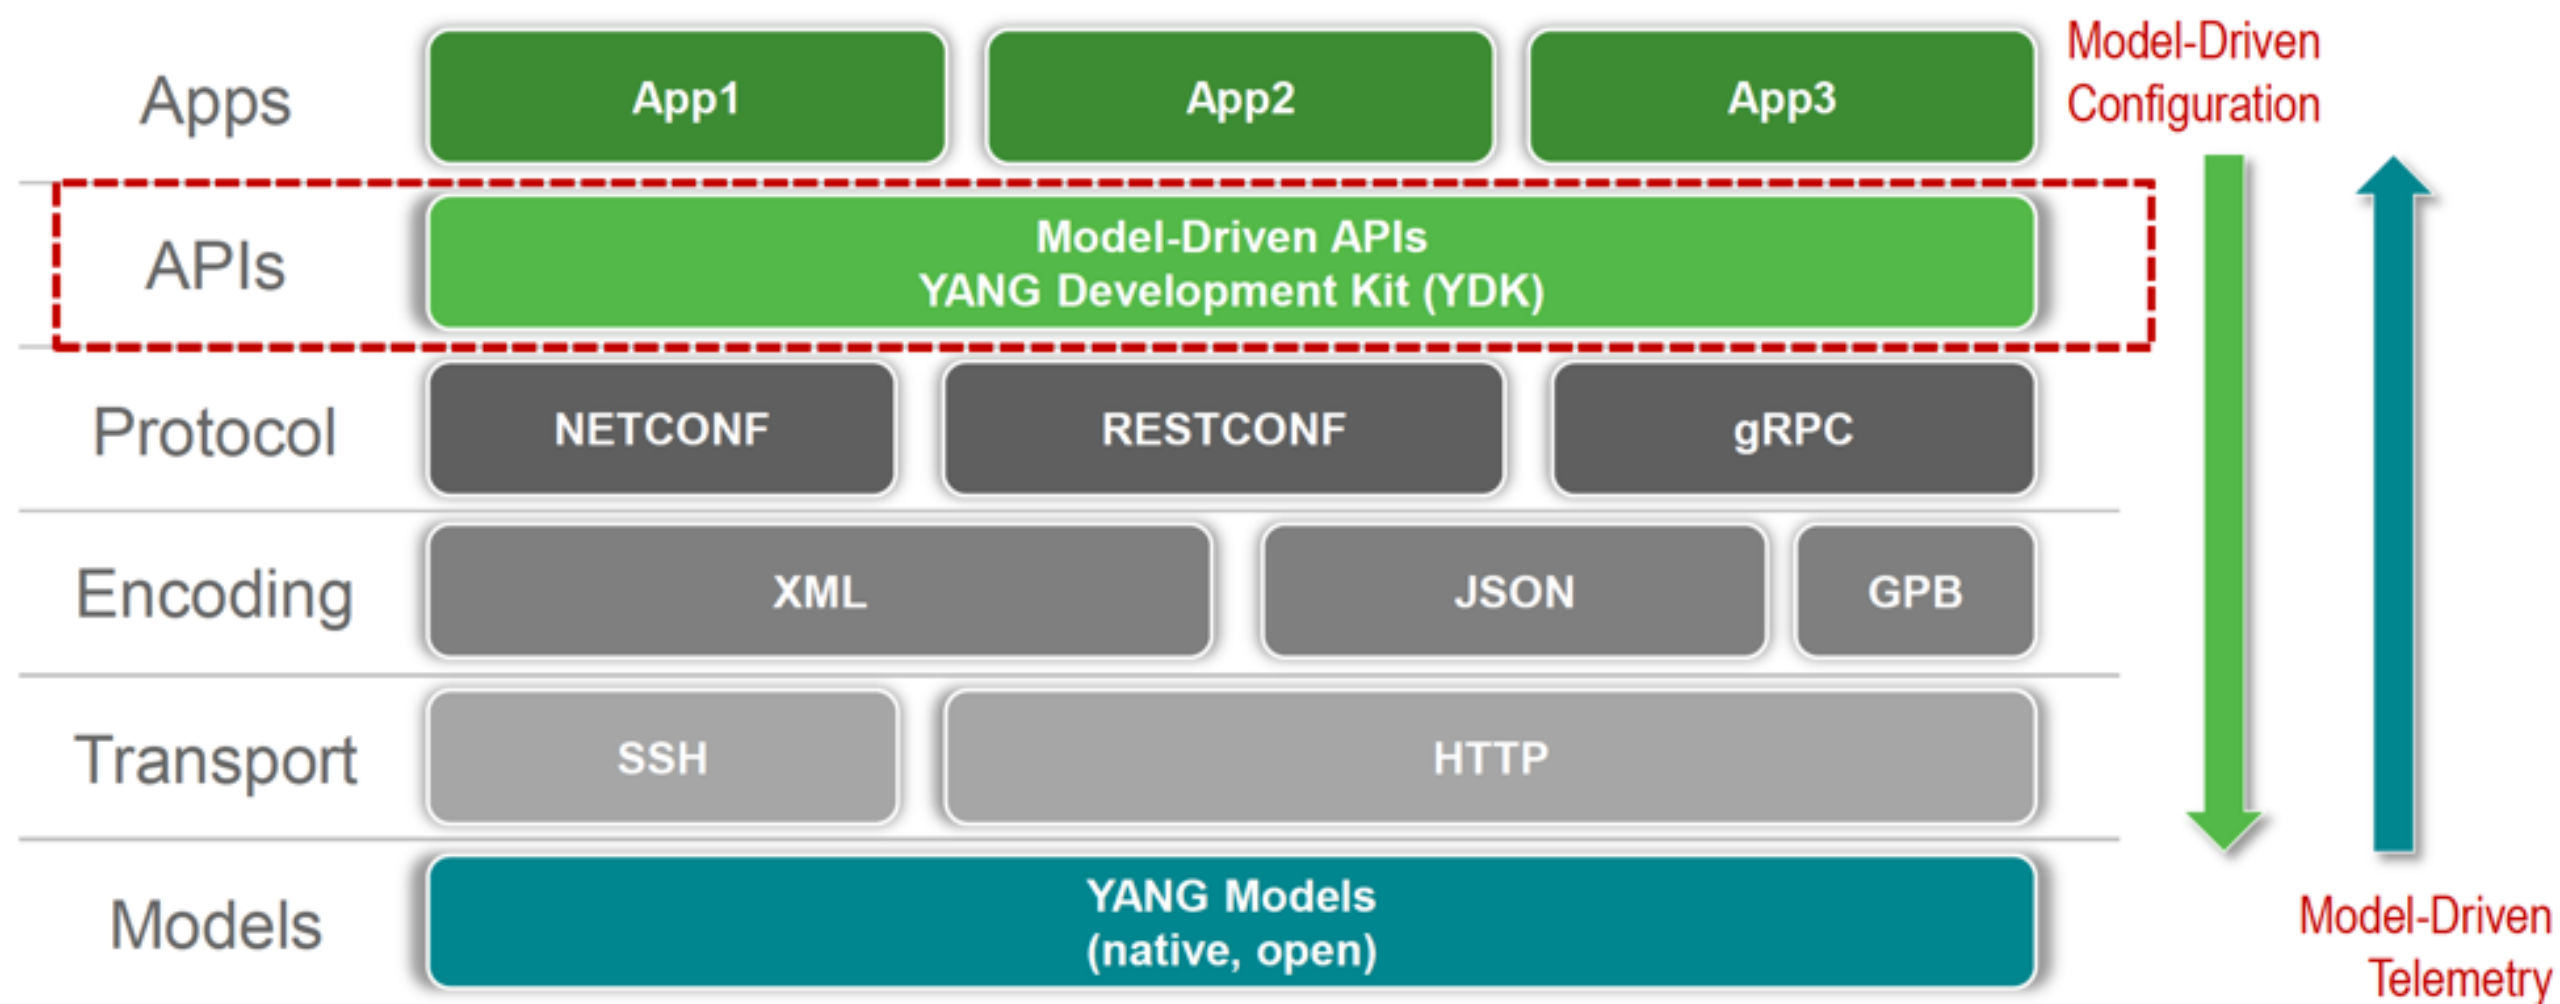 Model-Driven
Configuration
Apps
App1
App2
App3
APIs
Model-Driven APIs
YANG Development Kit (YDK)
Protocol
NETCONF
RESTCONF
gRPC
Encoding
XML
JSON
GPB
Transport
SSH
HTTP
Models
YANG Models
(native, open)
Model-Driven
Telemetry